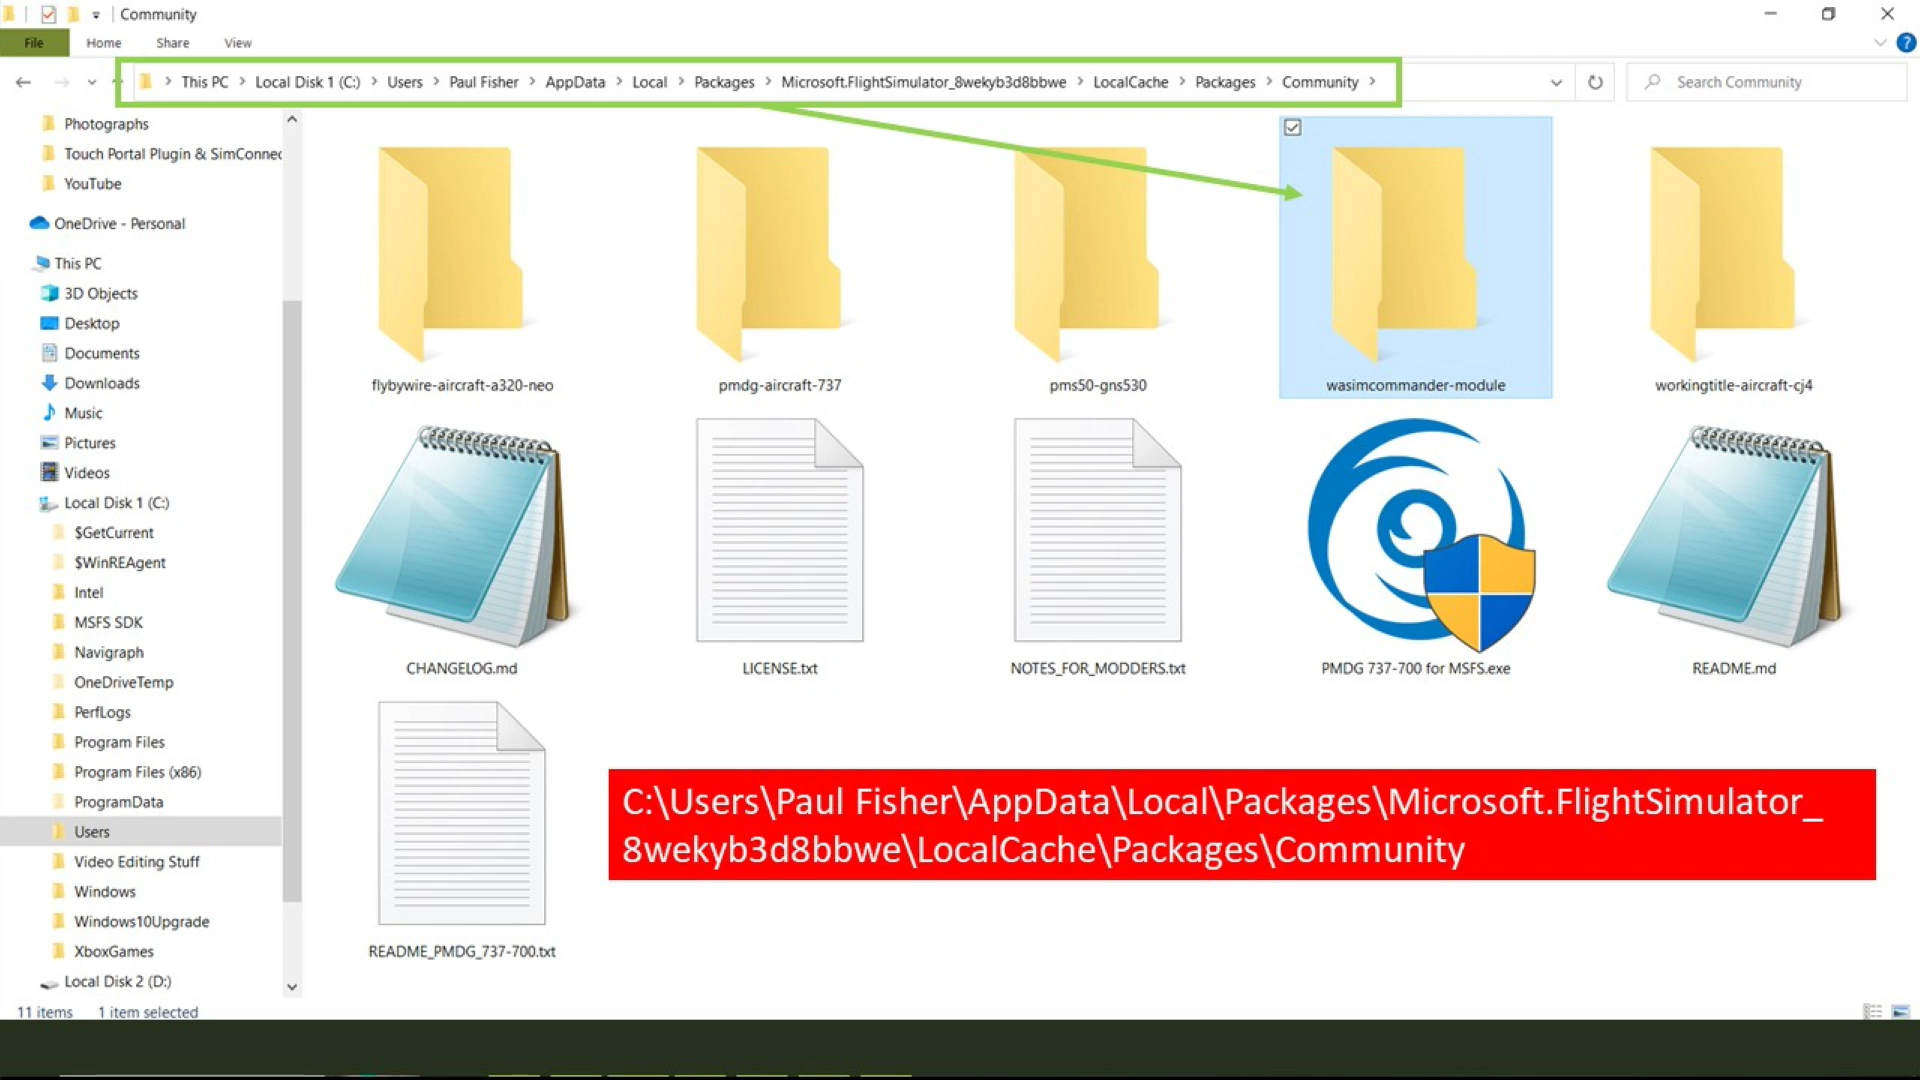 Community
File Home Share View
This PC Local Disk 1 (C:) Users Paul Fisher AppData Local Packages Microsoft.FlightSimulator_8wekyb3d8bbwe LocalCache Packages Community
Search Community
Photographs
Touch Portal Plugin & SimConnec
YouTube
OneDrive - Personal
This PC
3D Objects
Desktop
Documents
Downloads
Music
Pictures
Videos
Local Disk 1 (C:)
$GetCurrent
$WinREAgent
Intel
MSFS SDK
Navigraph
OneDriveTemp
PerfLogs
Program Files
Program Files (x86)
ProgramData
Users
Video Editing Stuff
Windows
Windows10Upgrade
XboxGames
Local Disk 2 (D:)
flybywire-aircraft-a320-neo pmdg-aircraft-737 pms50-gns530 wasimcommander-module workingtitle-aircraft-cj4
CHANGELOG.md LICENSE.txt NOTES_FOR_MODDERS.txt PMDG 737-700 for MSFS.exe README.md
README_PMDG_737-700.txt
C:\Users\Paul Fisher\AppData\Local\Packages\Microsoft.FlightSimulator_
8wekyb3d8bbwe\LocalCache\Packages\Community
11 items 1 item selected